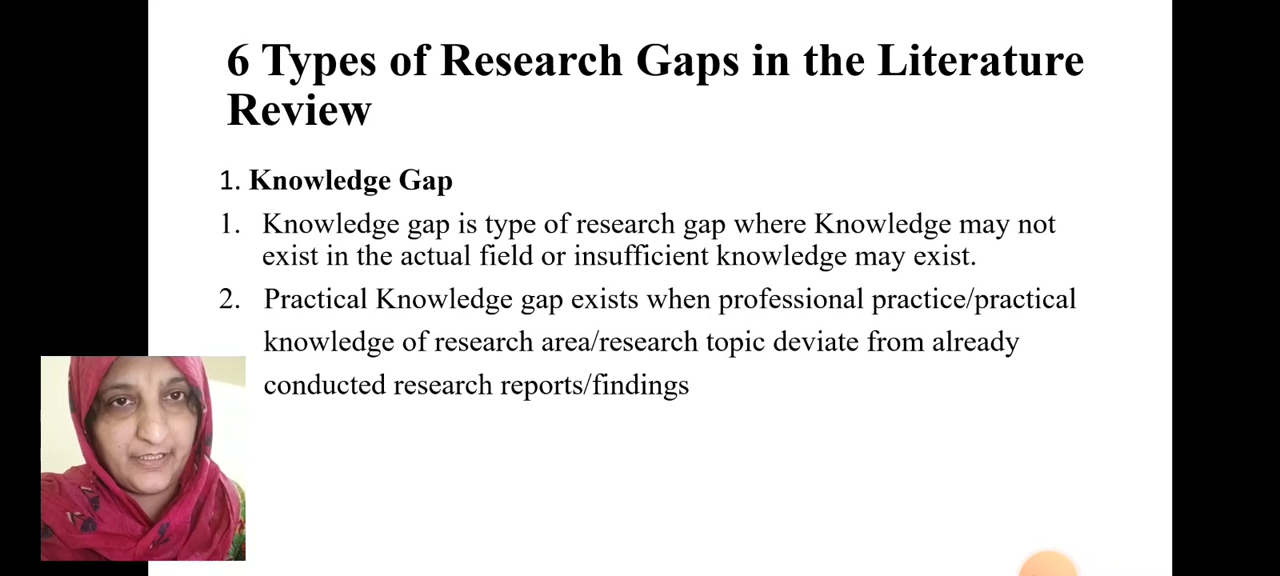 6 Types of Research Gaps in the Literature
Review
1. Knowledge Gap
1. Knowledge gap is type of research gap where Knowledge may not
exist in the actual field or insufficient knowledge may exist.
2. Practical Knowledge gap exists when professional practice/practical
knowledge of research area/research topic deviate from already
conducted research reports/findings